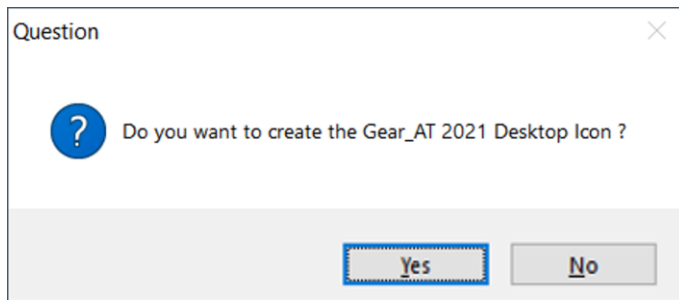 Question
Do you want to create the Gear_AT 2021 Desktop Icon ?
Yes
No